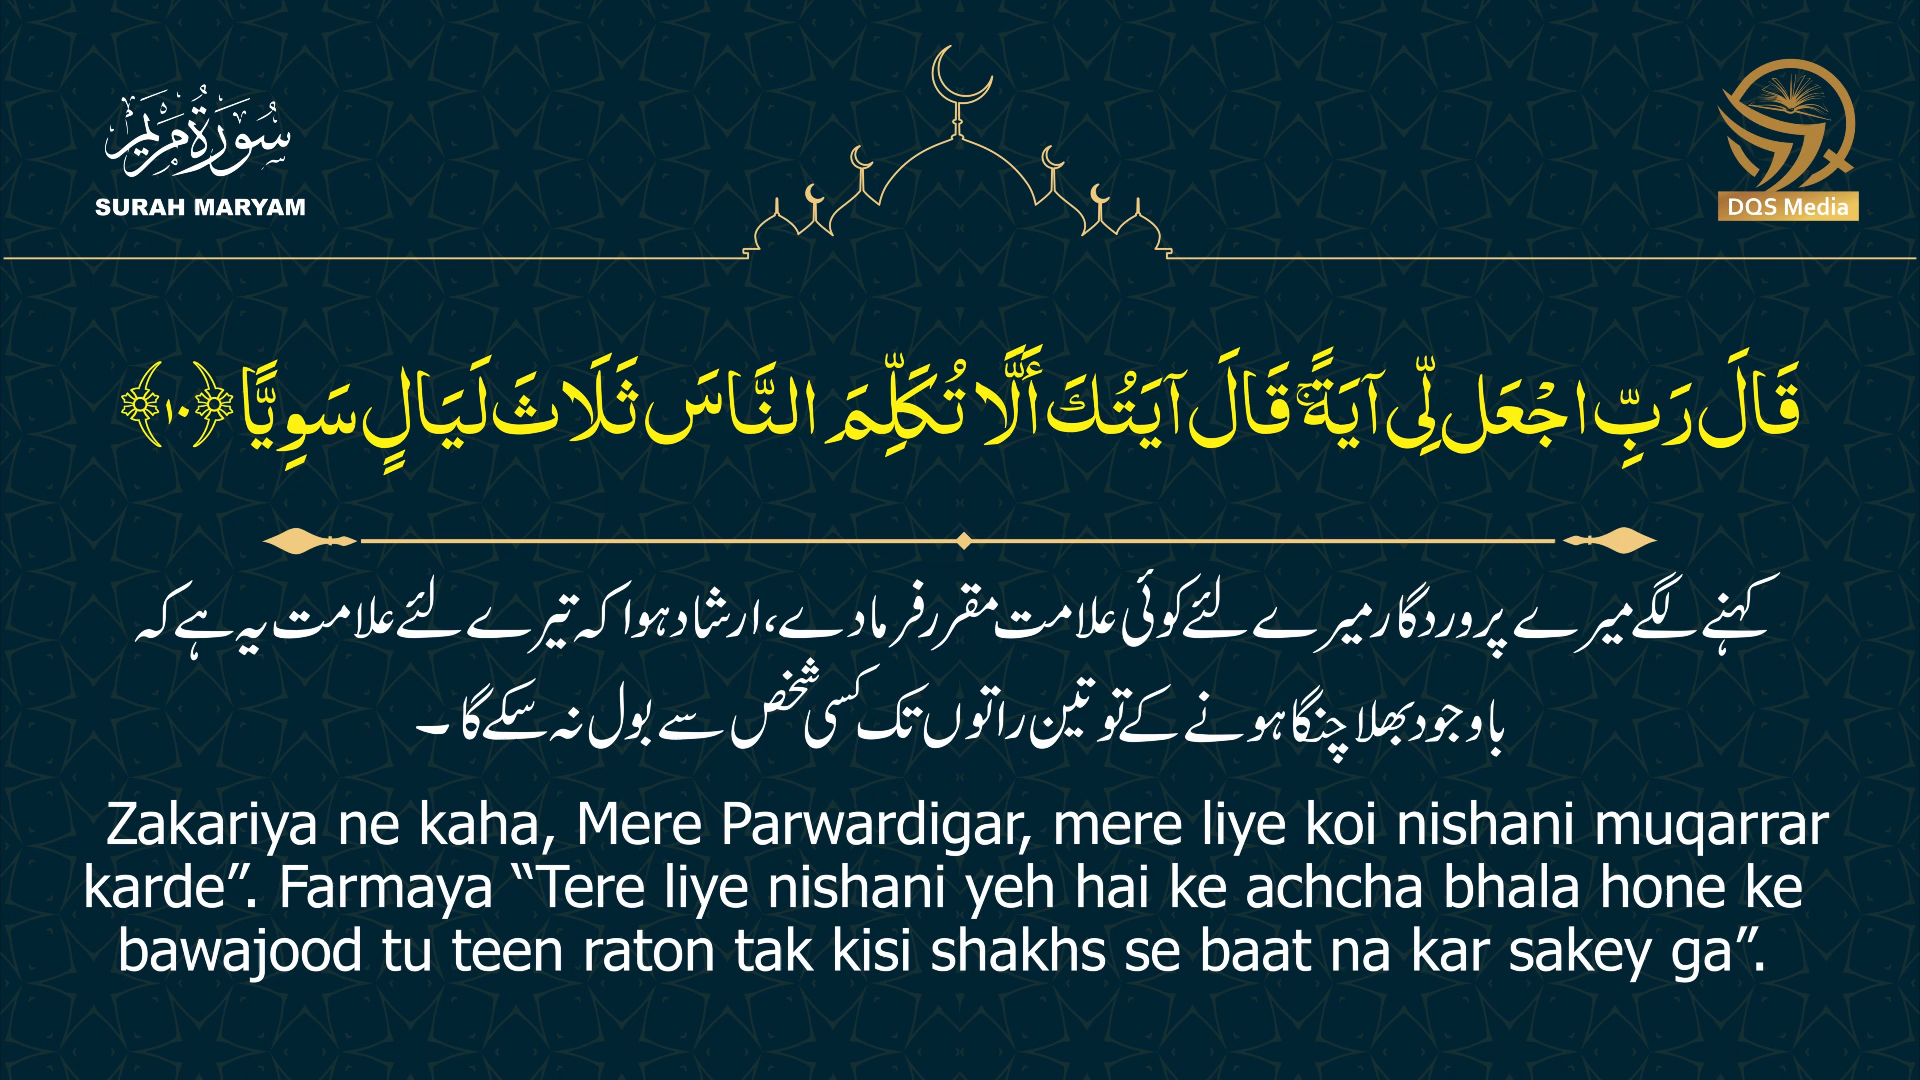 سُورَةُ مَرْيَم
SURAH MARYAM
DQS Media
قَالَ رَبِّ اجْعَل لِّي آيَةً ۚ قَالَ آيَتُكَ أَلَّا تُكَلِّمَ النَّاسَ ثَلَاثَ لَيَالٍ سَوِيًّا ﴿١٠﴾
کہنے لگے میرے پروردگار میرے لئے کوئی علامت مقرر فرما دے، ارشاد ہوا کہ تیرے لئے علامت یہ ہے کہ
باوجود بھلا چنگا ہونے کے تو تین راتوں تک کسی شخص سے بول نہ سکے گا ۔
Zakariya ne kaha, Mere Parwardigar, mere liye koi nishani muqarrar
karde”. Farmaya “Tere liye nishani yeh hai ke achcha bhala hone ke
bawajood tu teen raton tak kisi shakhs se baat na kar sakey ga”.